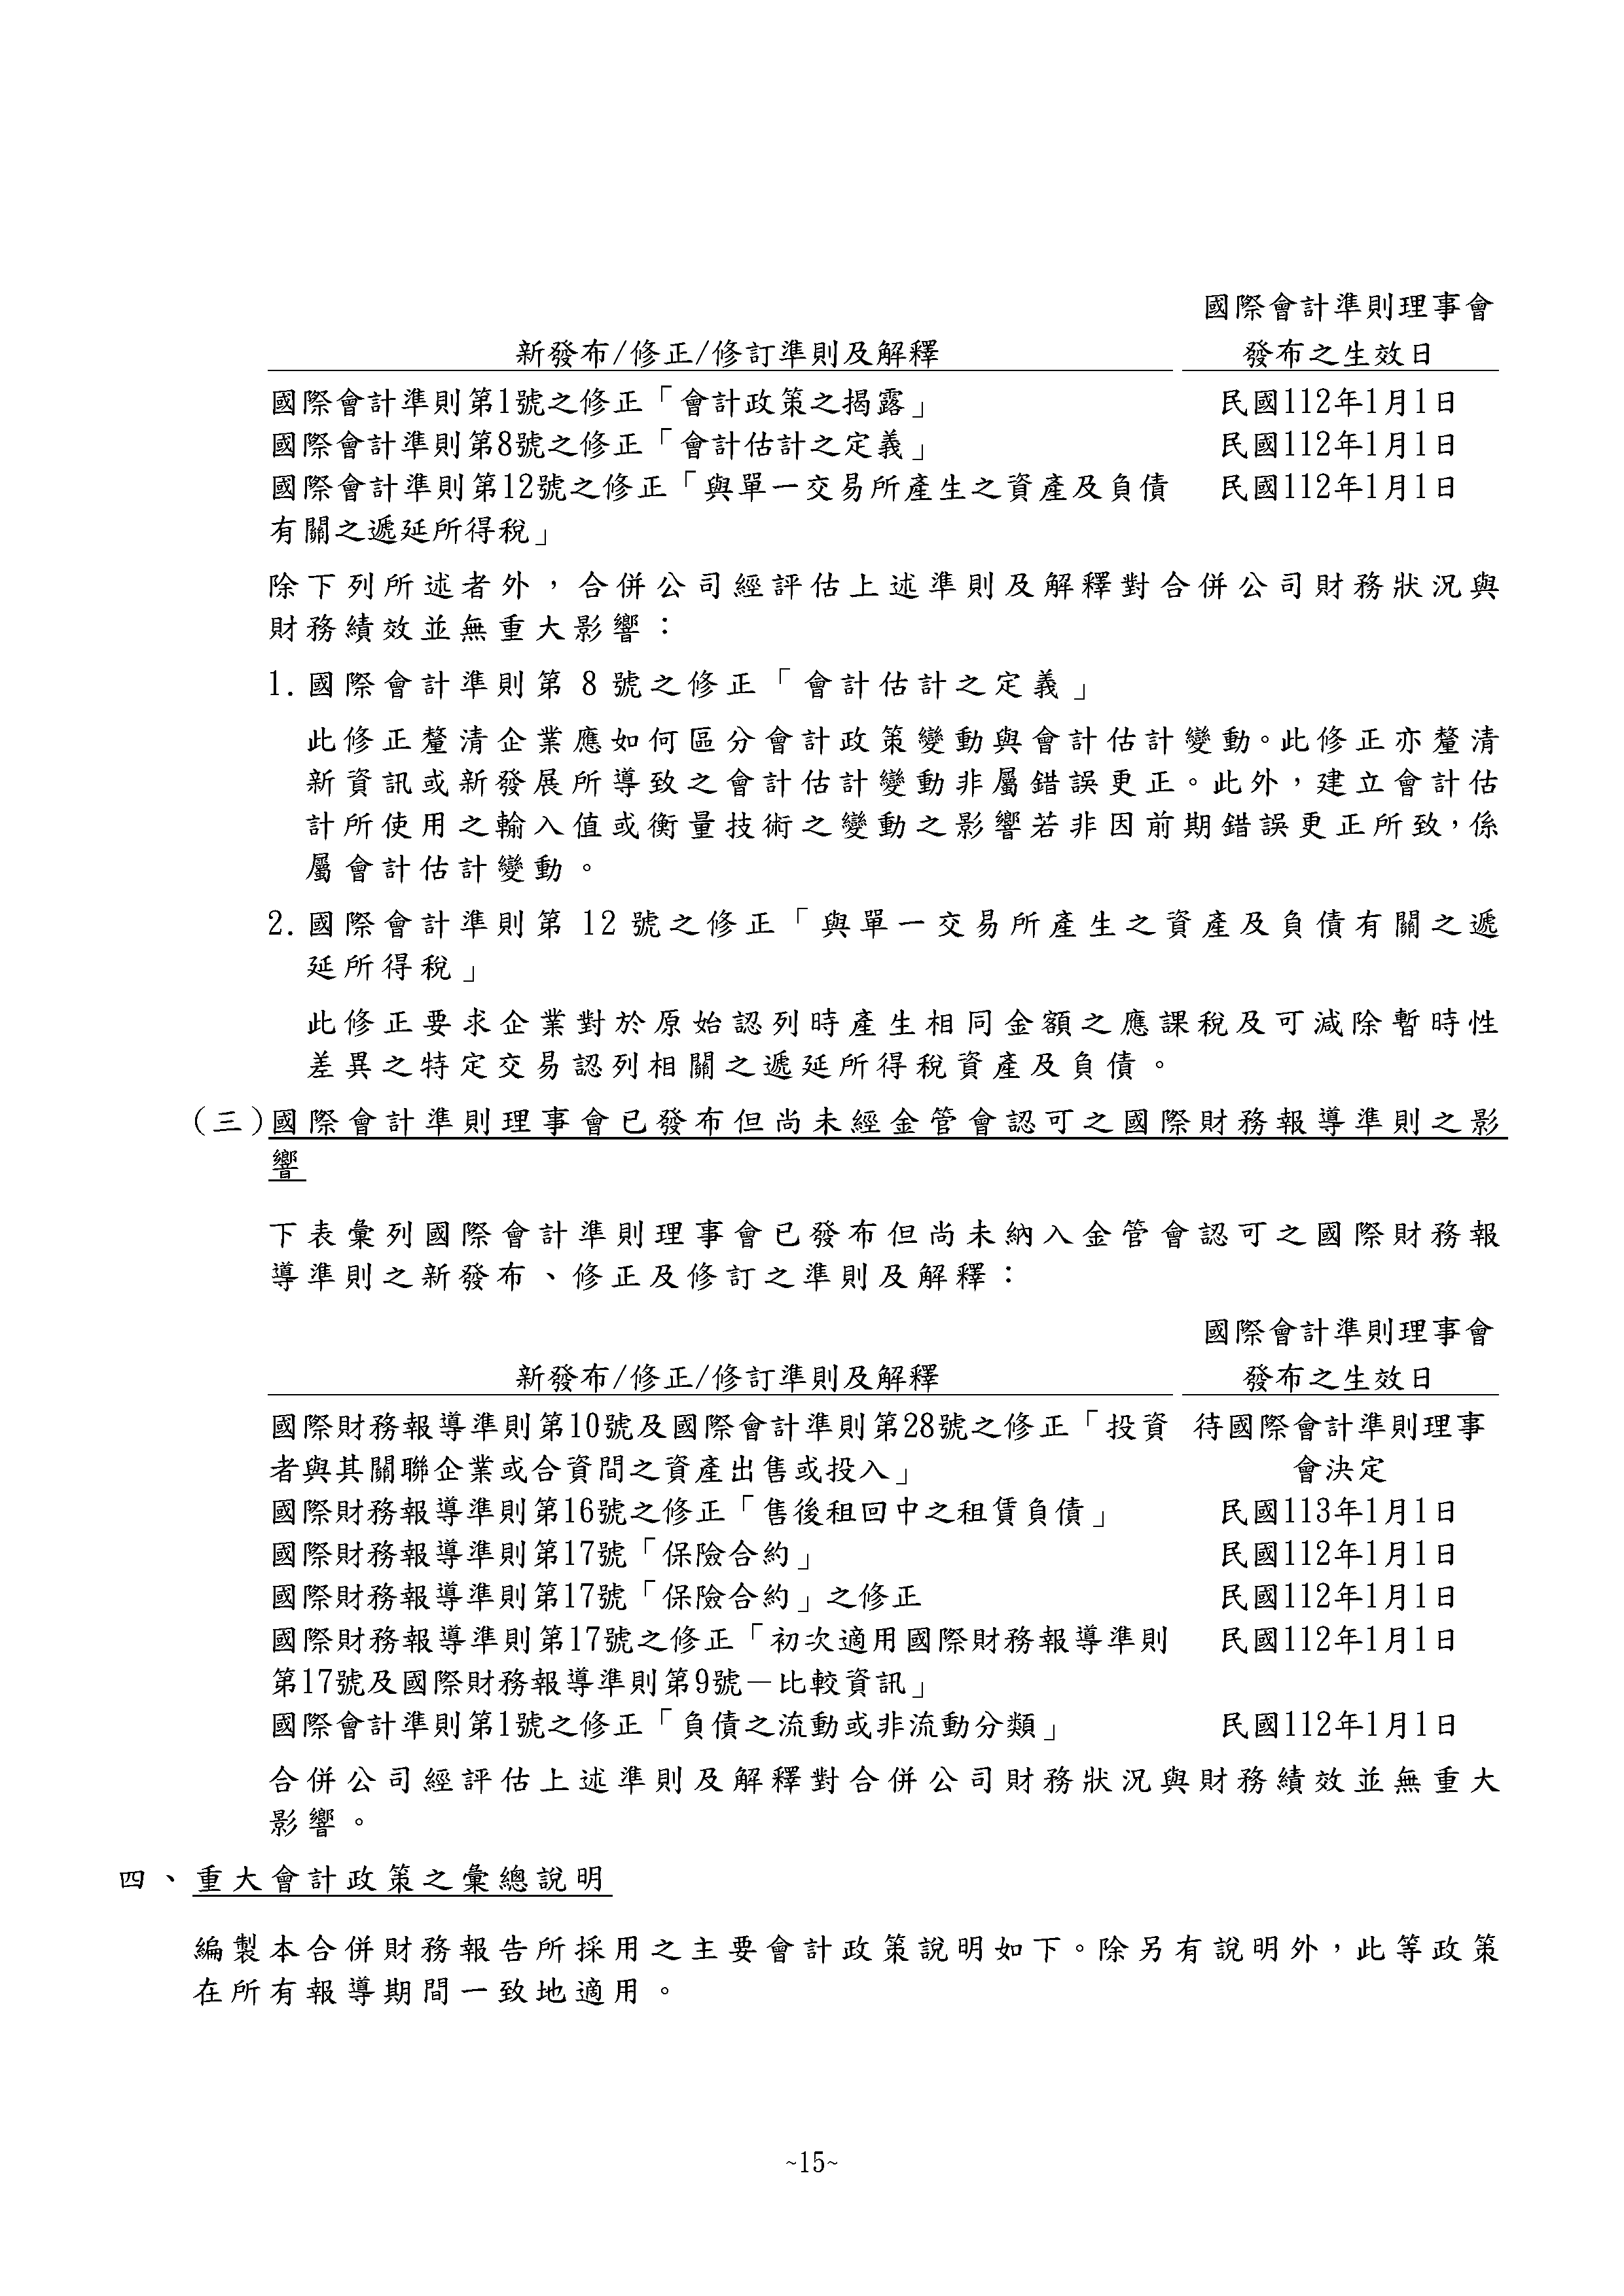 國際會計準則理事會
新發布/修正/修訂準則及解釋 發布之生效日
國際會計準則第1號之修正「會計政策之揭露」 民國112年1月1日
國際會計準則第8號之修正「會計估計之定義」 民國112年1月1日
國際會計準則第12號之修正「與單一交易所產生之資產及負債 民國112年1月1日
有關之遞延所得稅」
除下列所述者外，合併公司經評估上述準則及解釋對合併公司財務狀況與
財務績效並無重大影響：
1.國際會計準則第 8 號之修正「會計估計之定義」
此修正釐清企業應如何區分會計政策變動與會計估計變動。此修正亦釐清
新資訊或新發展所導致之會計估計變動非屬錯誤更正。此外，建立會計估
計所使用之輸入值或衡量技術之變動之影響若非因前期錯誤更正所致，係
屬會計估計變動。
2.國際會計準則第 12 號之修正「與單一交易所產生之資產及負債有關之遞
延所得稅」
此修正要求企業對於原始認列時產生相同金額之應課稅及可減除暫時性
差異之特定交易認列相關之遞延所得稅資產及負債。
(三)國際會計準則理事會已發布但尚未經金管會認可之國際財務報導準則之影
響
下表彙列國際會計準則理事會已發布但尚未納入金管會認可之國際財務報
導準則之新發布、修正及修訂之準則及解釋：
國際會計準則理事會
新發布/修正/修訂準則及解釋 發布之生效日
國際財務報導準則第10號及國際會計準則第28號之修正「投資 待國際會計準則理事
者與其關聯企業或合資間之資產出售或投入」 會決定
國際財務報導準則第16號之修正「售後租回中之租賃負債」 民國113年1月1日
國際財務報導準則第17號「保險合約」 民國112年1月1日
國際財務報導準則第17號「保險合約」之修正 民國112年1月1日
國際財務報導準則第17號之修正「初次適用國際財務報導準則 民國112年1月1日
第17號及國際財務報導準則第9號－比較資訊」
國際會計準則第1號之修正「負債之流動或非流動分類」 民國112年1月1日
合併公司經評估上述準則及解釋對合併公司財務狀況與財務績效並無重大
影響。
四、重大會計政策之彙總說明
編製本合併財務報告所採用之主要會計政策說明如下。除另有說明外，此等政策
在所有報導期間一致地適用。
~15~